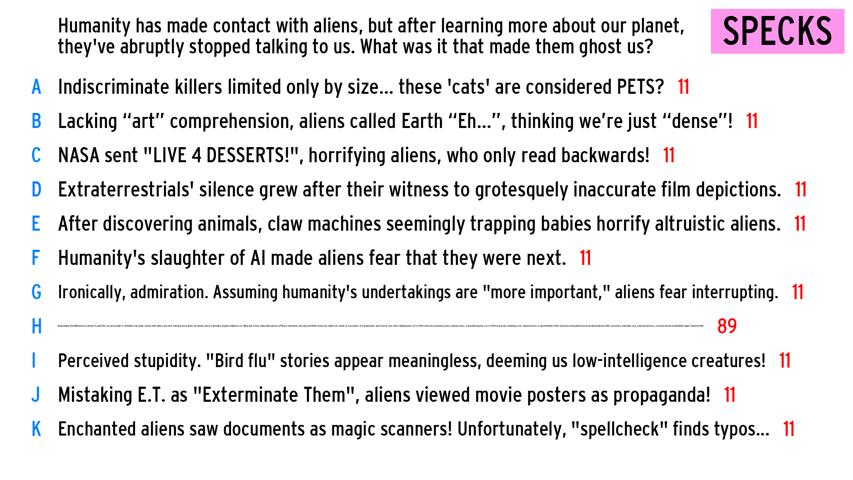 Humanity has made contact with aliens, but after learning more about our planet,
they've abruptly stopped talking to us. What was it that made them ghost us?
SPECKS
A Indiscriminate killers limited only by size... these 'cats' are considered PETS? 11
B Lacking “art” comprehension, aliens called Earth “Eh...”, thinking we’re just “dense”! 11
C NASA sent "LIVE 4 DESSERTS!", horrifying aliens, who only read backwards! 11
D Extraterrestrials' silence grew after their witness to grotesquely inaccurate film depictions. 11
E After discovering animals, claw machines seemingly trapping babies horrify altruistic aliens. 11
F Humanity's slaughter of AI made aliens fear that they were next. 11
G Ironically, admiration. Assuming humanity's undertakings are "more important," aliens fear interrupting. 11
H 89
I Perceived stupidity. "Bird flu" stories appear meaningless, deeming us low-intelligence creatures! 11
J Mistaking E.T. as "Exterminate Them", aliens viewed movie posters as propaganda! 11
K Enchanted aliens saw documents as magic scanners! Unfortunately, "spellcheck" finds typos... 11